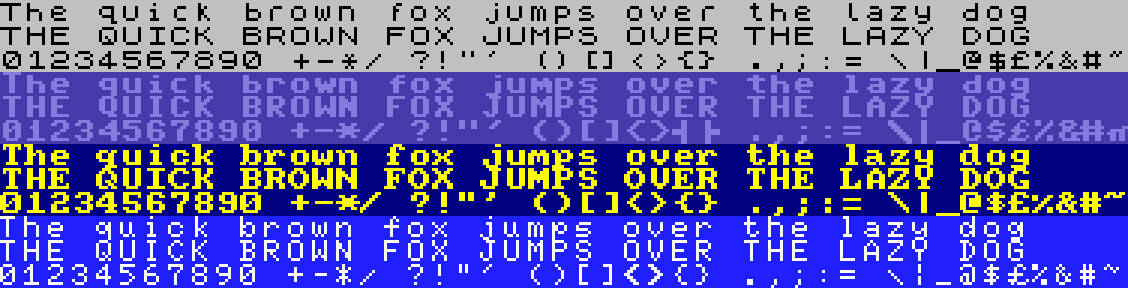 The quick brown fox jumps over the lazy dog
THE QUICK BROWN FOX JUMPS OVER THE LAZY DOG
01234567890 +-*/ ?!"´ ()[]<>{} .,;:= \|_@$£%&#~
The quick brown fox jumps over the lazy dog
THE QUICK BROWN FOX JUMPS OVER THE LAZY DOG
01234567890 +-*/ ?!"´ ()[]<>┤├ .,;:= \|_@$£%&#
The quick brown fox jumps over the lazy dog
THE QUICK BROWN FOX JUMPS OVER THE LAZY DOG
01234567890 +-*/ ?!"´ ()[]<>{} .,;:= \|_@$£%&#~
The quick brown fox jumps over the lazy dog
THE QUICK BROWN FOX JUMPS OVER THE LAZY DOG
01234567890 +-*/ ?!"´ ()[]<>{} .,;:= \|_@$£%&#~